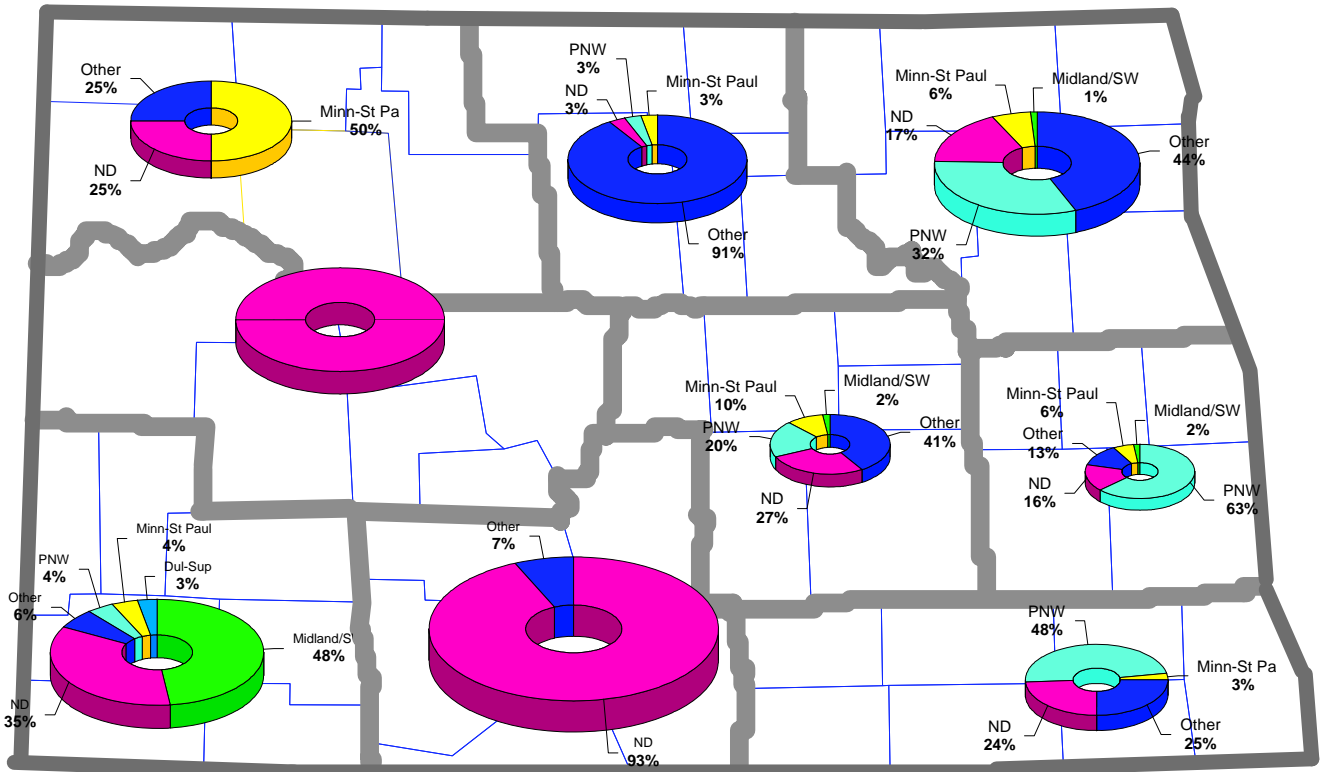 Other
25%
Minn-St Pa
50%
ND
25%
PNW
3%
Minn-St Paul
3%
ND
3%
Other
91%
Minn-St Paul
6%
Midland/SW
1%
ND
17%
Other
44%
PNW
32%
Minn-St Paul
10%
Midland/SW
2%
PNW
20%
Other
41%
ND
27%
Minn-St Paul
6%
Midland/SW
2%
Other
13%
ND
16%
PNW
63%
Minn-St Paul
4%
PNW
4%
Dul-Sup
3%
Other
6%
Midland/S
48%
ND
35%
Other
7%
ND
93%
PNW
48%
Minn-St Pa
3%
ND
24%
Other
25%